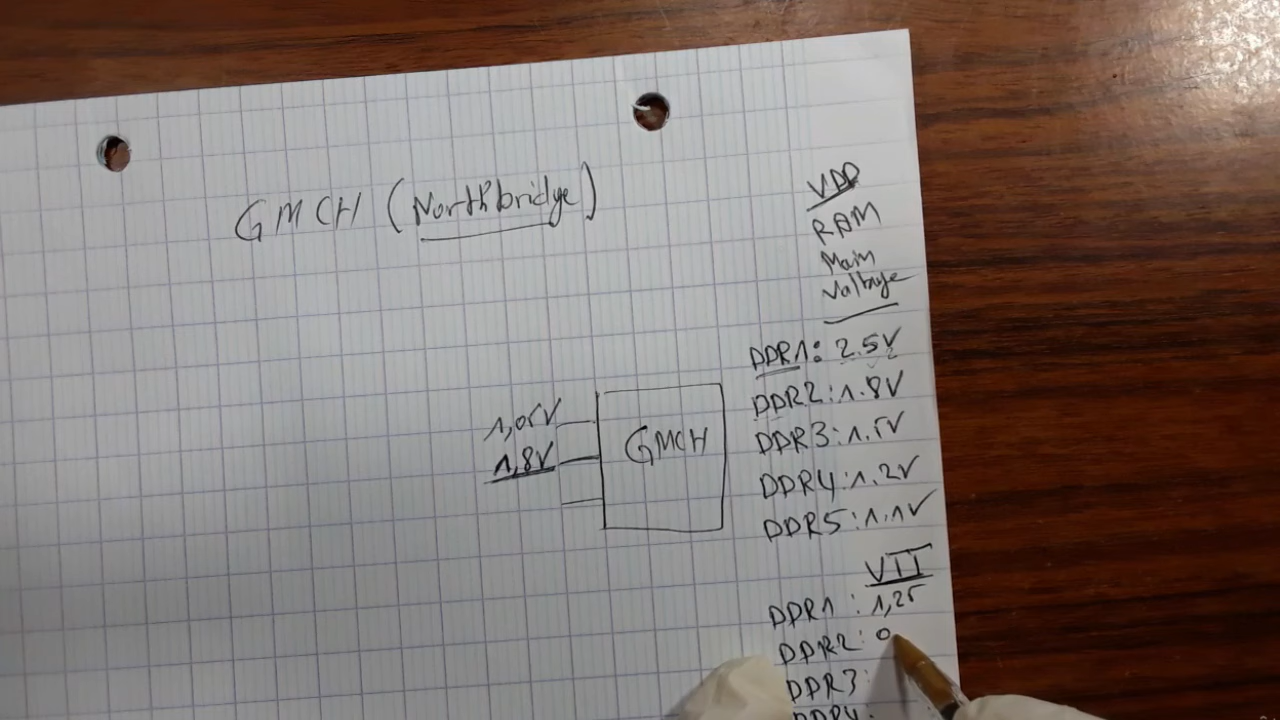 GMCH (Northbridge)
VDD
RAM
Main
Voltage
DDR1: 2.5V
DDR2: 1.8V
DDR3: 1.5V
DDR4: 1.2V
DDR5: 1.1V
1,05V
1,8V
GMCH
VTT
DDR1 : 1,25
DDR2: 0
DDR3:
DDR4: